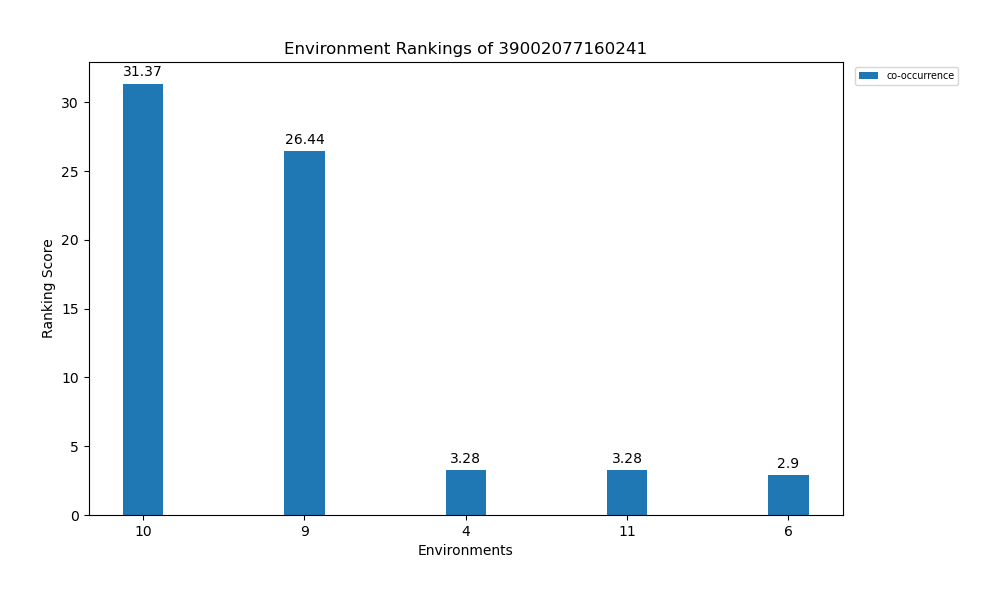 Environment Rankings of 39002077160241
co-occurrence
31.37
26.44
3.28
3.28
2.9
Ranking Score
30
25
20
15
10
5
0
10 9 4 11 6
Environments